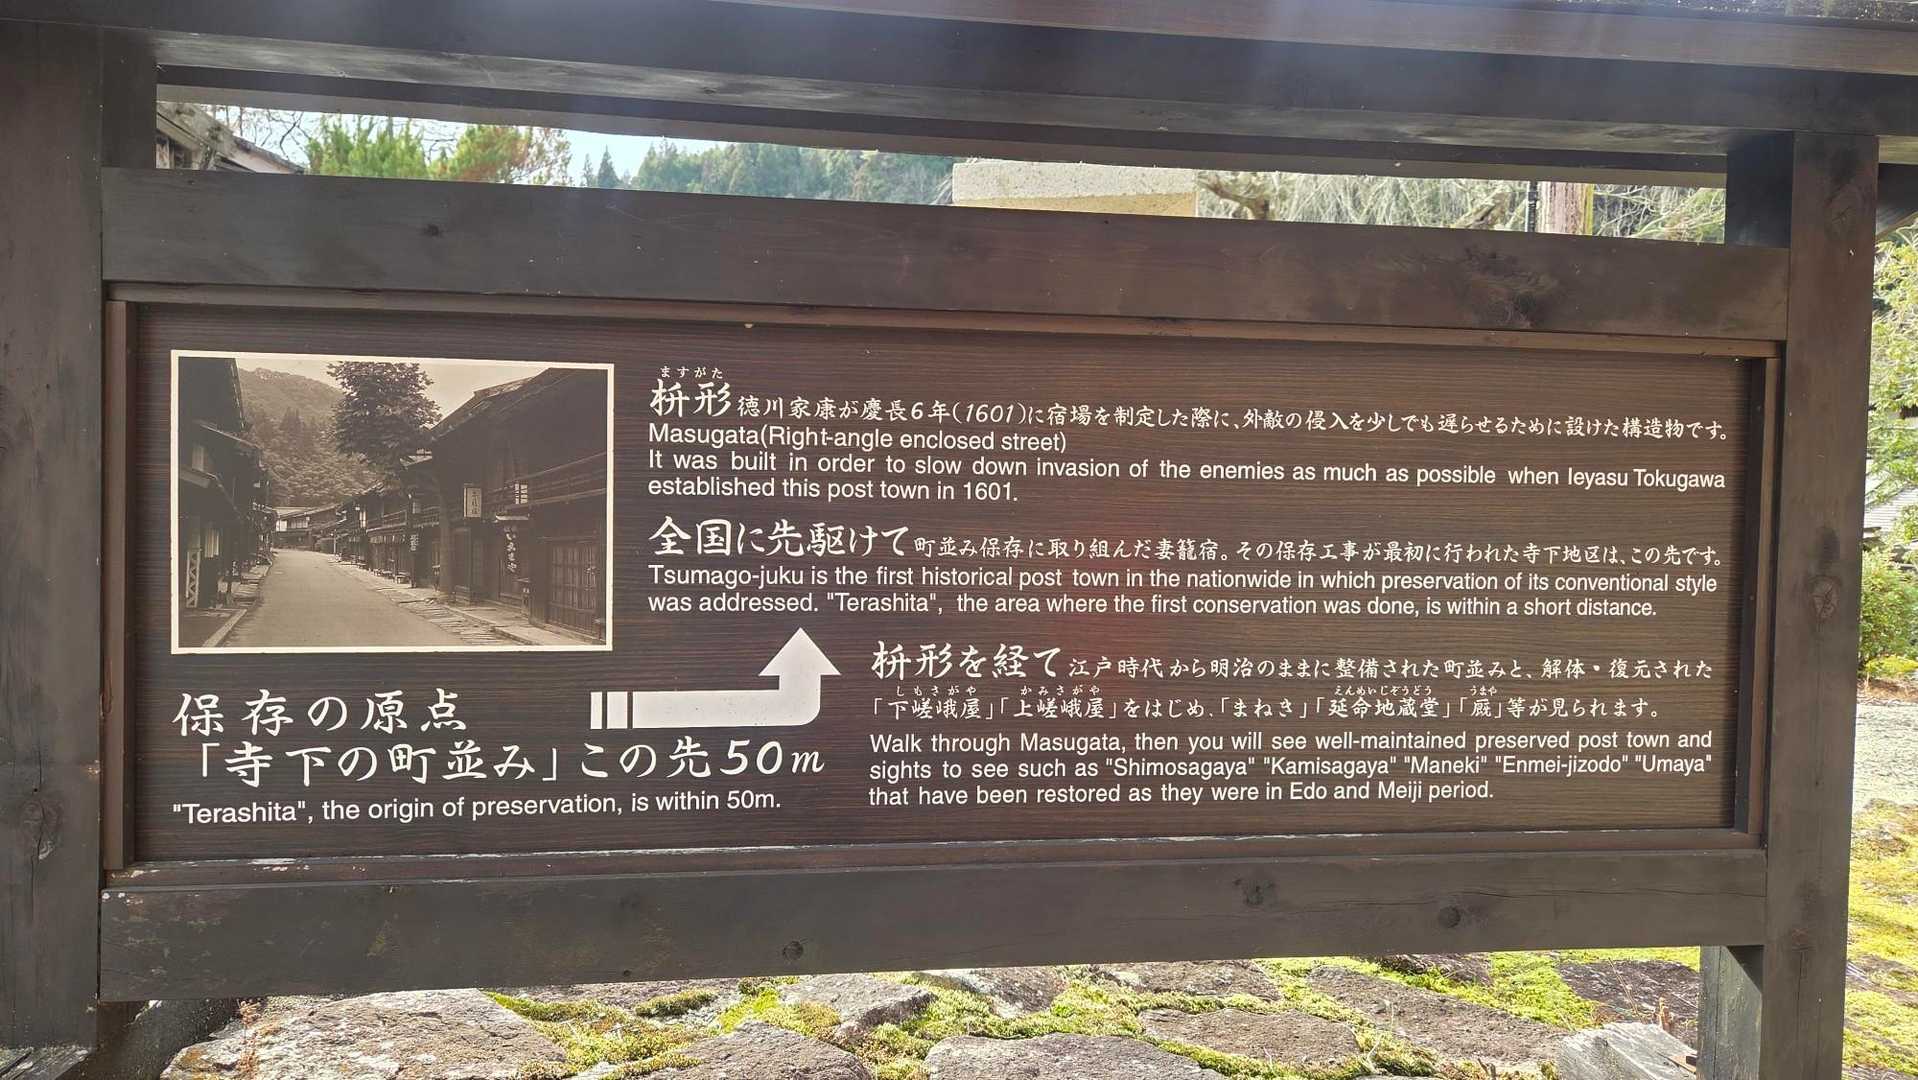 ますがた
枡形 徳川家康が慶長6年(1601)に宿場を制定した際に、外敵の侵入を少しでも遅らせるために設けた構造物です。
Masugata(Right-angle enclosed street)
It was built in order to slow down invasion of the enemies as much as possible when Ieyasu Tokugawa
established this post town in 1601.
全国に先駆けて 町並み保存に取り組んだ妻籠宿。その保存工事が最初に行われた寺下地区は、この先です。
Tsumago-juku is the first historical post town in the nationwide in which preservation of its conventional style
was addressed. "Terashita", the area where the first conservation was done, is within a short distance.
枡形を経て 江戸時代から明治のままに整備された町並みと、解体・復元された
しもさがや かみさがや えんめいじぞうどう うまや
「下嵯峨屋」「上嵯峨屋」をはじめ、「まねき」「延命地蔵堂」「厩」等が見られます。
Walk through Masugata, then you will see well-maintained preserved post town and
sights to see such as "Shimosagaya" "Kamisagaya" "Maneki" "Enmei-jizodo" "Umaya"
that have been restored as they were in Edo and Meiji period.
保存の原点
「寺下の町並み」この先50m
"Terashita", the origin of preservation, is within 50m.